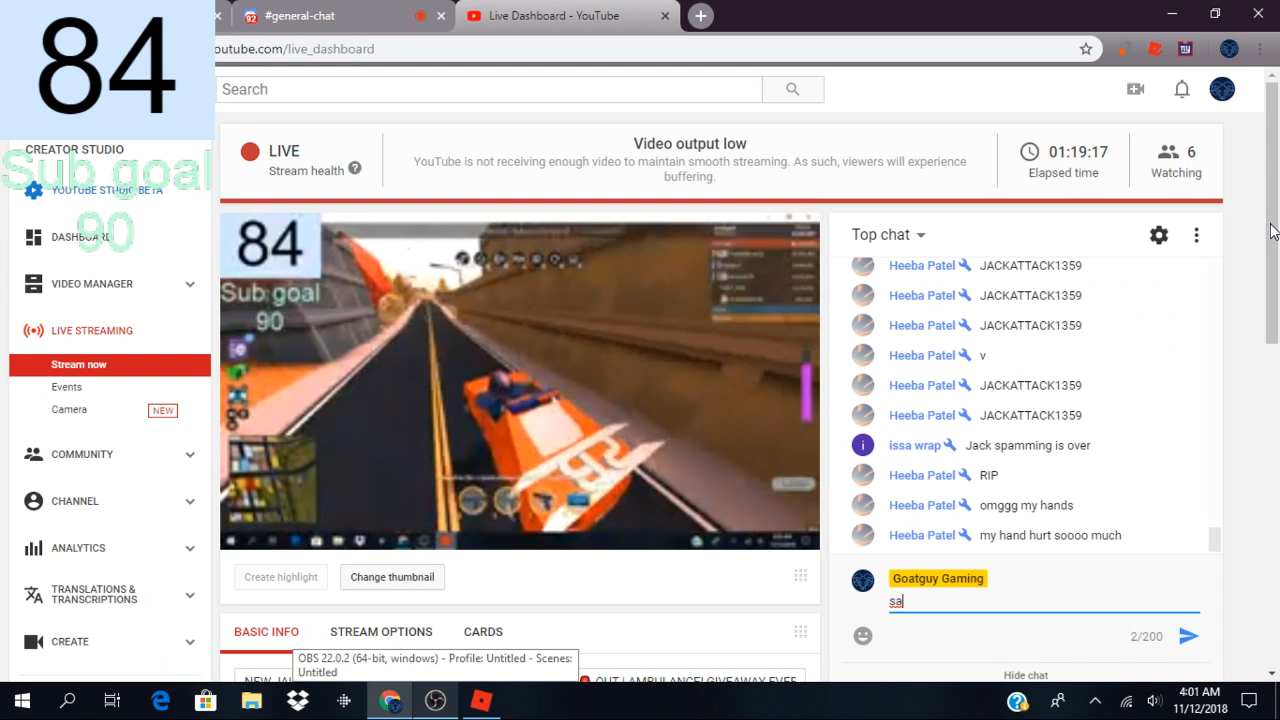 84
Sub goal
90
#general-chat
Live Dashboard - YouTube
outube.com/live_dashboard
Search
CREATOR STUDIO
YOUTUBE STUDIO BETA
DASHBOARD
VIDEO MANAGER
LIVE STREAMING
Stream now
Events
Camera
NEW
COMMUNITY
CHANNEL
ANALYTICS
TRANSLATIONS &
TRANSCRIPTIONS
CREATE
LIVE
Stream health
Video output low
YouTube is not receiving enough video to maintain smooth streaming. As such, viewers will experience
buffering.
01:19:17
Elapsed time
6
Watching
84
Sub goal
90
Create highlight
Change thumbnail
BASIC INFO
STREAM OPTIONS
CARDS
OBS 22.0.2 (64-bit, windows) - Profile: Untitled - Scenes:
Untitled
Top chat
Heeba Patel JACKATTACK1359
Heeba Patel JACKATTACK1359
Heeba Patel JACKATTACK1359
Heeba Patel v
Heeba Patel JACKATTACK1359
Heeba Patel JACKATTACK1359
i issa wrap Jack spamming is over
Heeba Patel RIP
Heeba Patel omggg my hands
Heeba Patel my hand hurt soooo much
Goatguy Gaming
sa
2/200
Hide chat
4:01 AM
11/12/2018